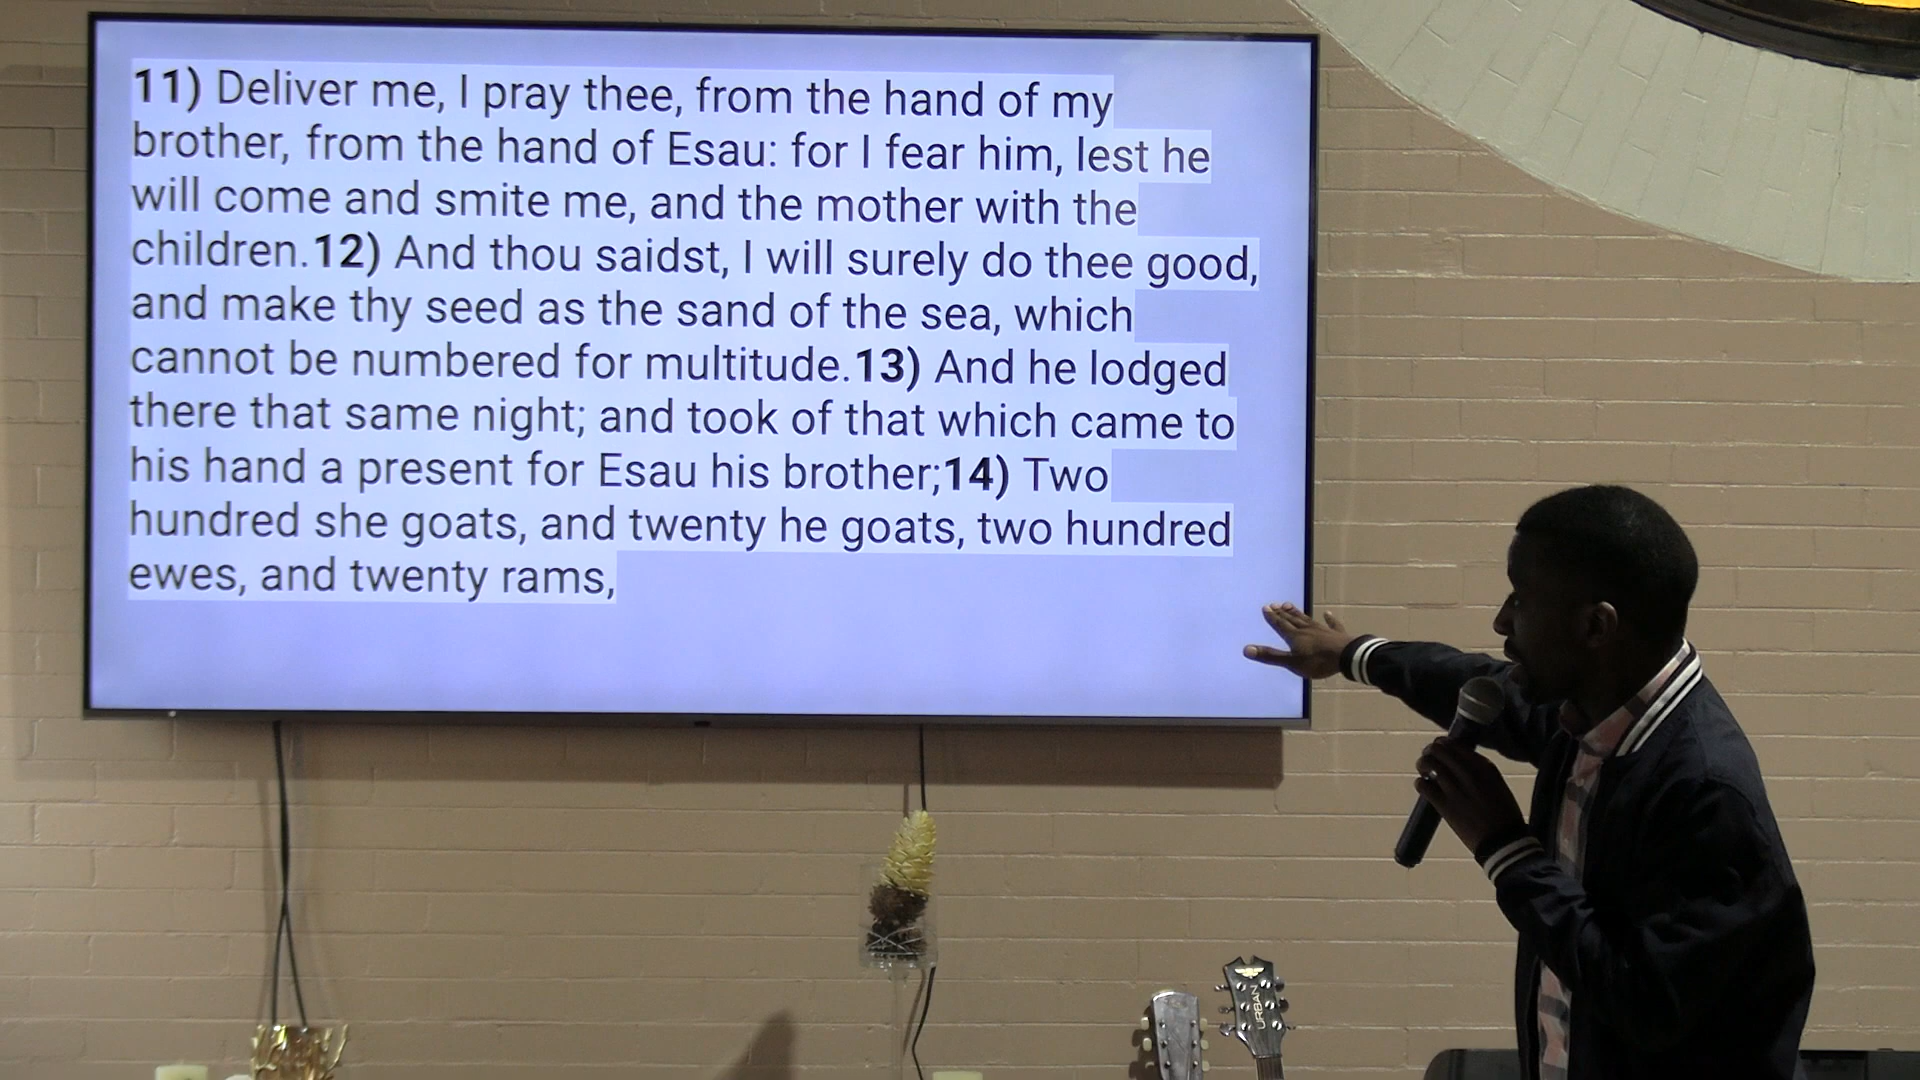 11) Deliver me, I pray thee, from the hand of my
brother, from the hand of Esau: for I fear him, lest he
will come and smite me, and the mother with the
children.12) And thou saidst, I will surely do thee good,
and make thy seed as the sand of the sea, which
cannot be numbered for multitude.13) And he lodged
there that same night; and took of that which came to
his hand a present for Esau his brother;14) Two
hundred she goats, and twenty he goats, two hundred
ewes, and twenty rams,
URBAN